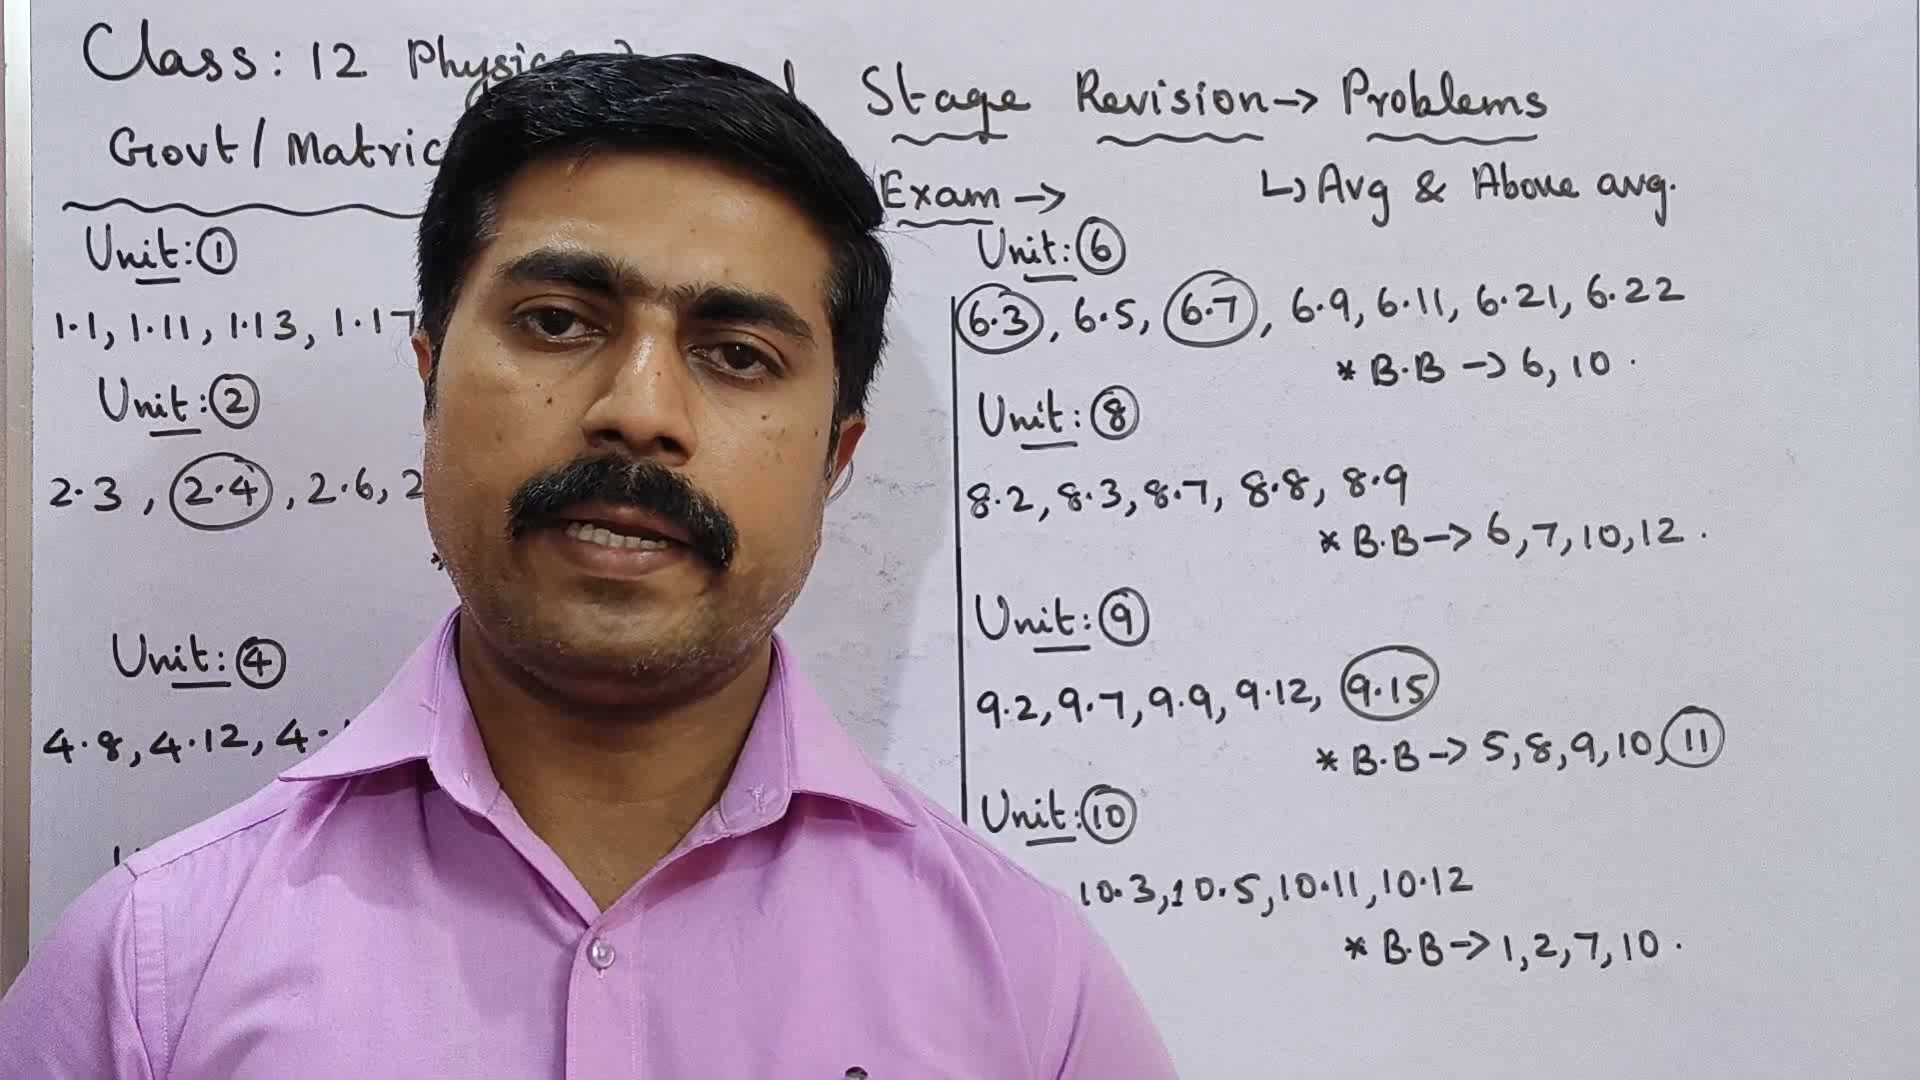 Class: 12 Physics Stage Revision → Problems
Govt / Matric Exam →
↳ Avg & Above avg.
Unit: 1
1.1, 1.11, 1.13, 1.17
Unit: 2
2.3, 2.4, 2.6, 2
*
Unit: 4
4.8, 4.12, 4.
Unit: 6
6.3, 6.5, 6.7, 6.9, 6.11, 6.21, 6.22
* B.B → 6, 10.
Unit: 8
8.2, 8.3, 8.7, 8.8, 8.9
* B.B → 6, 7, 10, 12.
Unit: 9
9.2, 9.7, 9.9, 9.12, 9.15
* B.B → 5, 8, 9, 10, 11
Unit: 10
10.3, 10.5, 10.11, 10.12
* B.B → 1, 2, 7, 10.